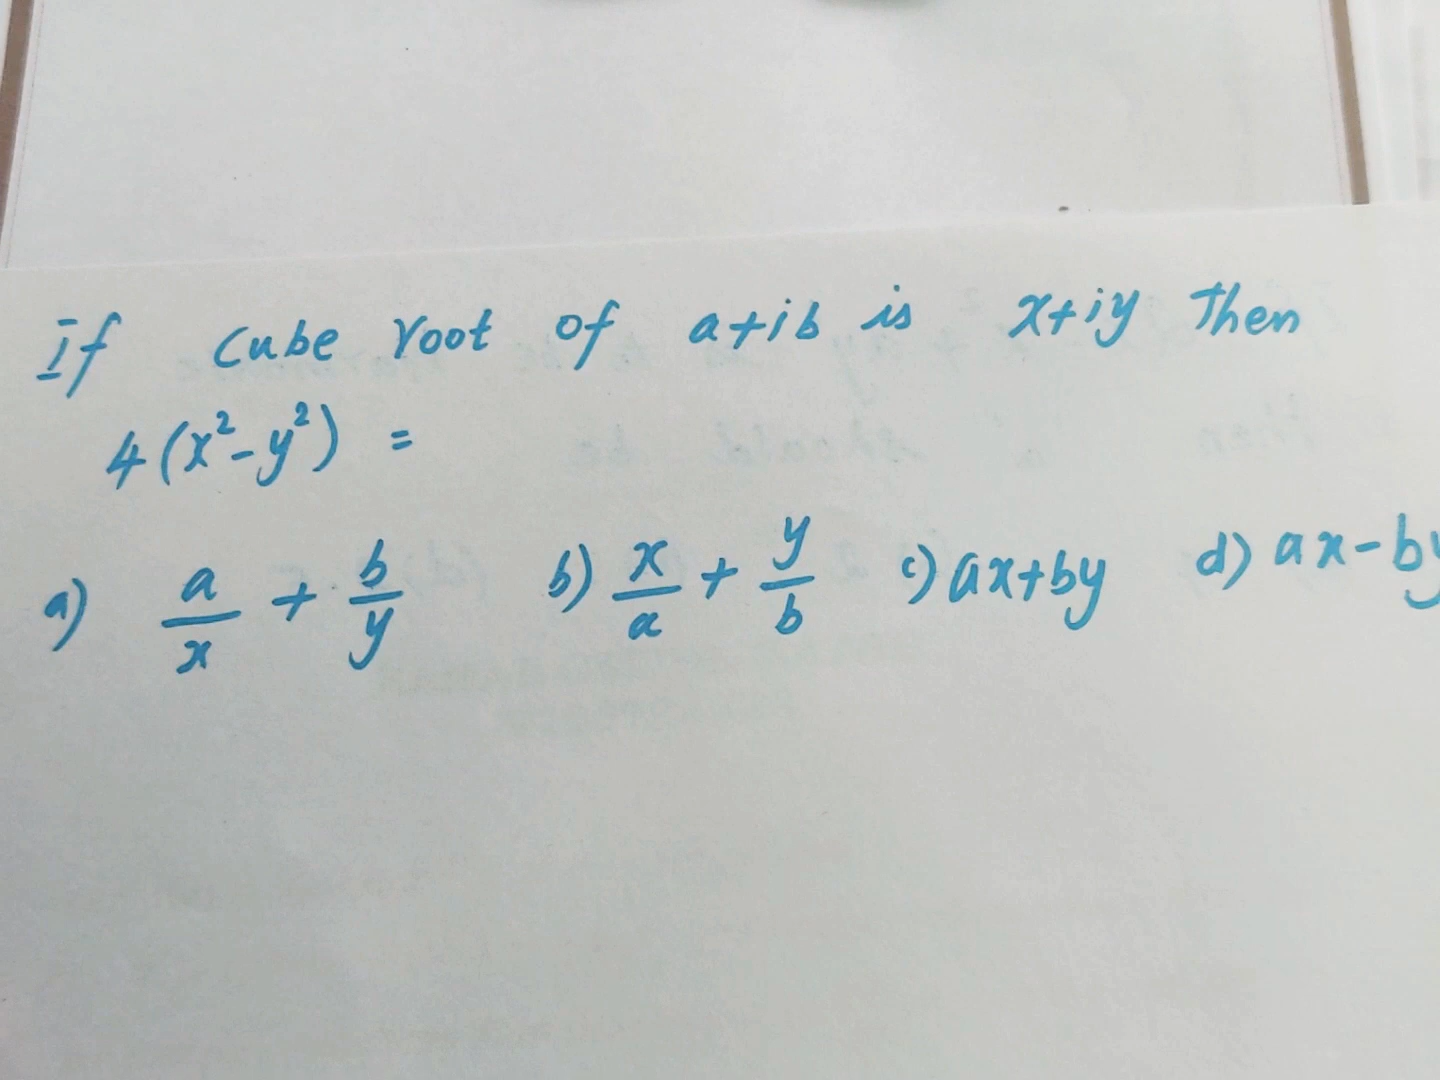 If cube root of a+ib is x+iy Then
4(x²-y²) =
a) a/x + b/y b) x/a + y/b c) ax+by d) ax-by